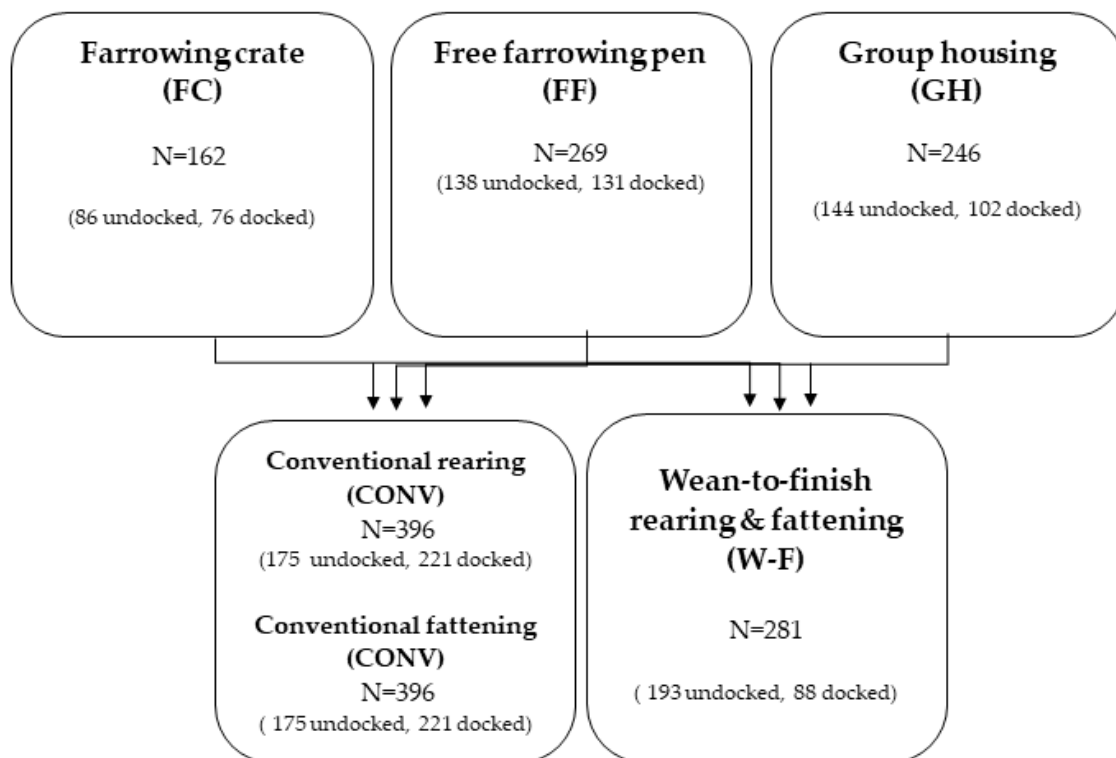 Farrowing crate
(FC)
N=162
(86 undocked, 76 docked)
Free farrowing pen
(FF)
N=269
(138 undocked, 131 docked)
Group housing
(GH)
N=246
(144 undocked, 102 docked)
Conventional rearing
(CONV)
N=396
(175 undocked, 221 docked)
Conventional fattening
(CONV)
N=396
( 175 undocked, 221 docked)
Wean-to-finish
rearing & fattening
(W-F)
N=281
( 193 undocked, 88 docked)